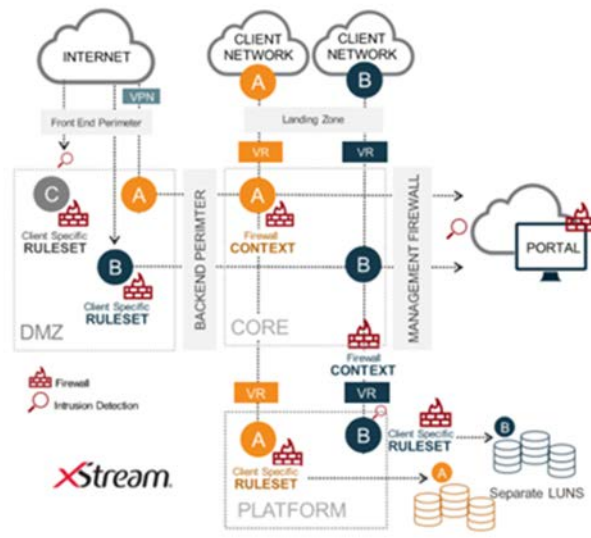 INTERNET
CLIENT
NETWORK
CLIENT
NETWORK
A
B
VPN
Front End Perimeter
Landing Zone
VR
VR
C
A
A
Client Specific
RULESET
Firewall
CONTEXT
B
B
Client Specific
RULESET
DMZ
BACKEND PERIMTER
CORE
MANAGEMENT FIREWALL
PORTAL
Firewall
CONTEXT
Firewall
Intrusion Detection
VR
VR
A
B
Client Specific
RULESET
B
Client Specific
RULESET
A
Separate LUNS
PLATFORM
xStream